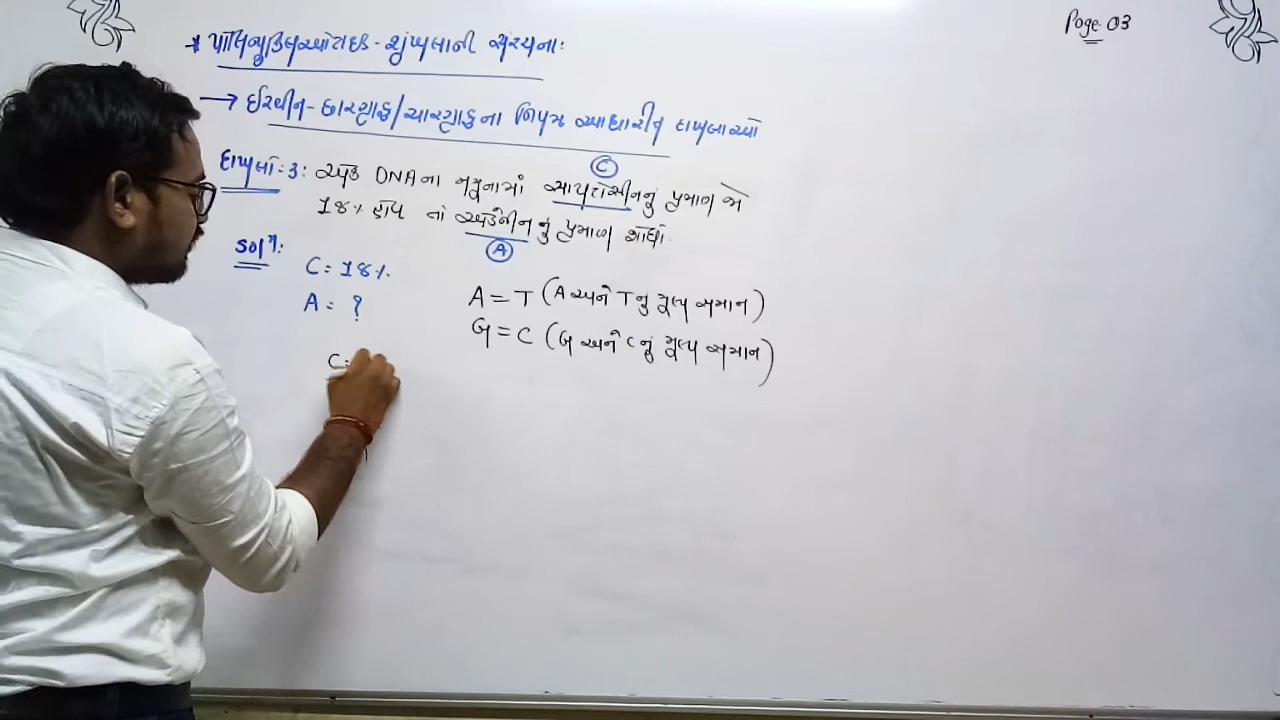 Page: 03
* પોલિન્યુક્લિઓટાઇડ - શૃંખલાની સંરચના:
→ ઈરવીન - છારગ્રાફ/ચારગ્રાફના નિયમ આધારીત દાખલાઓ
દાખલો: 3: એક DNA ના નમૂનામાં સાયટોસીનનું પ્રમાણ જો
C
18% હોય તો એડેનીનનું પ્રમાણ શોધો.
A
Solⁿ:
C = 18%
A = ?
A = T (A અને T નું મૂલ્ય સમાન)
G = C (G અને C નું મૂલ્ય સમાન)
C =